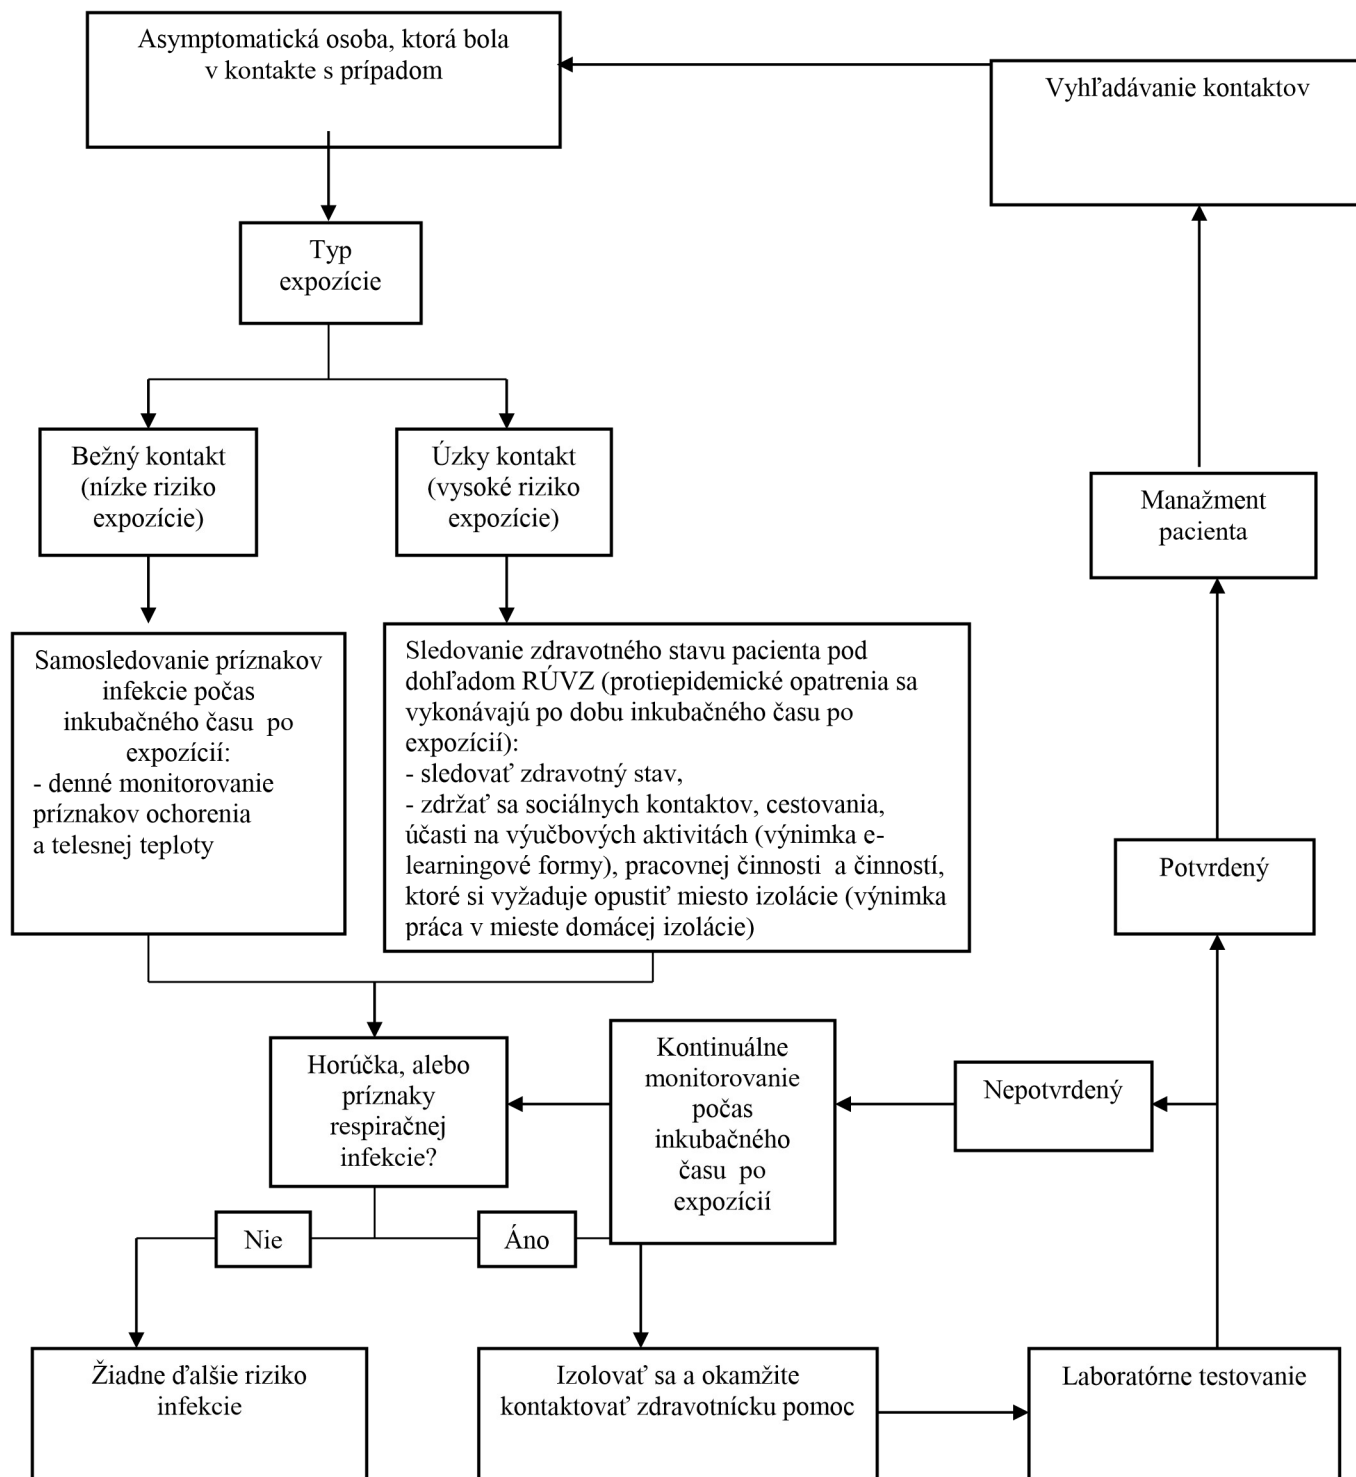 Asymptomatická osoba, ktorá bola
v kontakte s prípadom
Vyhľadávanie kontaktov
Typ
expozície
Bežný kontakt
(nízke riziko
expozície)
Úzky kontakt
(vysoké riziko
expozície)
Manažment
pacienta
Samosledovanie príznakov
infekcie počas
inkubačného času  po
expozícií:
- denné monitorovanie
príznakov ochorenia
a telesnej teploty
Sledovanie zdravotného stavu pacienta pod
dohľadom RÚVZ (protiepidemické opatrenia sa
vykonávajú po dobu inkubačného času po
expozícií):
- sledovať zdravotný stav,
- zdržať sa sociálnych kontaktov, cestovania,
účasti na výučbových aktivitách (výnimka e-
learningové formy), pracovnej činnosti  a činností,
ktoré si vyžaduje opustiť miesto izolácie (výnimka
práca v mieste domácej izolácie)
Potvrdený
Horúčka, alebo
príznaky
respiračnej
infekcie?
Kontinuálne
monitorovanie
počas
inkubačného
času  po
expozícií
Nepotvrdený
Nie
Áno
Žiadne ďalšie riziko
infekcie
Izolovať sa a okamžite
kontaktovať zdravotnícku pomoc
Laboratórne testovanie